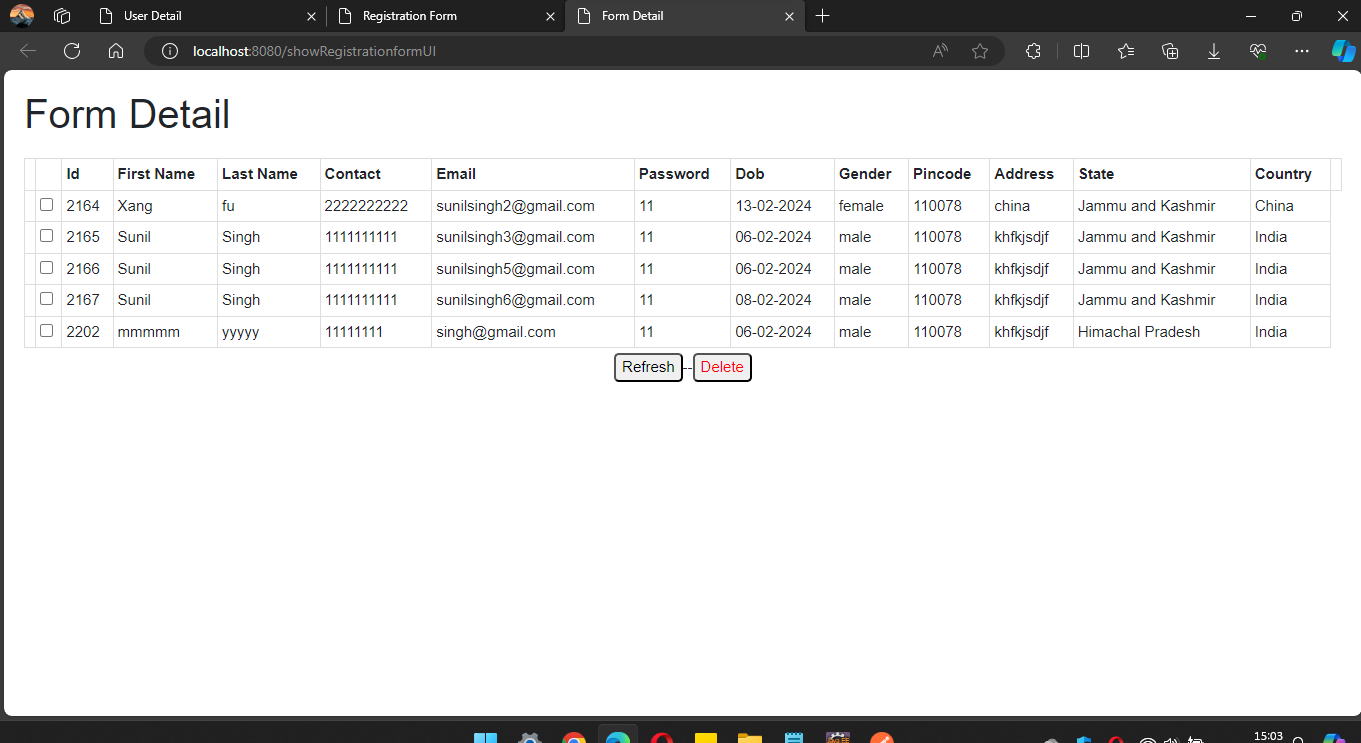 User Detail Registration Form Form Detail
localhost:8080/showRegistrationformUI
Form Detail
Id First Name Last Name Contact Email Password Dob Gender Pincode Address State Country
2164 Xang fu 2222222222 sunilsingh2@gmail.com 11 13-02-2024 female 110078 china Jammu and Kashmir China
2165 Sunil Singh 1111111111 sunilsingh3@gmail.com 11 06-02-2024 male 110078 khfkjsdjf Jammu and Kashmir India
2166 Sunil Singh 1111111111 sunilsingh5@gmail.com 11 06-02-2024 male 110078 khfkjsdjf Jammu and Kashmir India
2167 Sunil Singh 1111111111 sunilsingh6@gmail.com 11 08-02-2024 male 110078 khfkjsdjf Jammu and Kashmir India
2202 mmmmm yyyyy 11111111 singh@gmail.com 11 06-02-2024 male 110078 khfkjsdjf Himachal Pradesh India
Refresh -- Delete
15:03